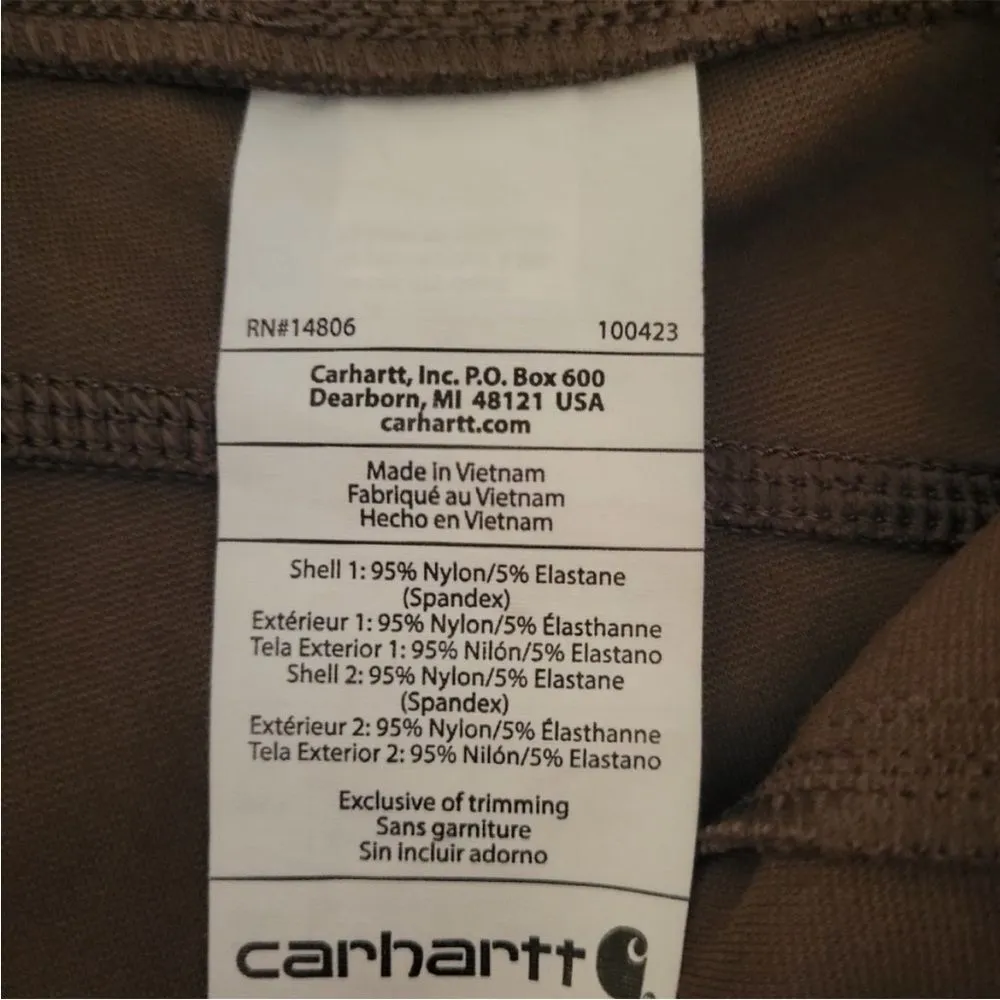 RN#14806 100423
Carhartt, Inc. P.O. Box 600
Dearborn, MI 48121 USA
carhartt.com
Made in Vietnam
Fabriqué au Vietnam
Hecho en Vietnam
Shell 1: 95% Nylon/5% Elastane
(Spandex)
Extérieur 1: 95% Nylon/5% Élasthanne
Tela Exterior 1: 95% Nilón/5% Elastano
Shell 2: 95% Nylon/5% Elastane
(Spandex)
Extérieur 2: 95% Nylon/5% Élasthanne
Tela Exterior 2: 95% Nilón/5% Elastano
Exclusive of trimming
Sans garniture
Sin incluir adorno
carhartt